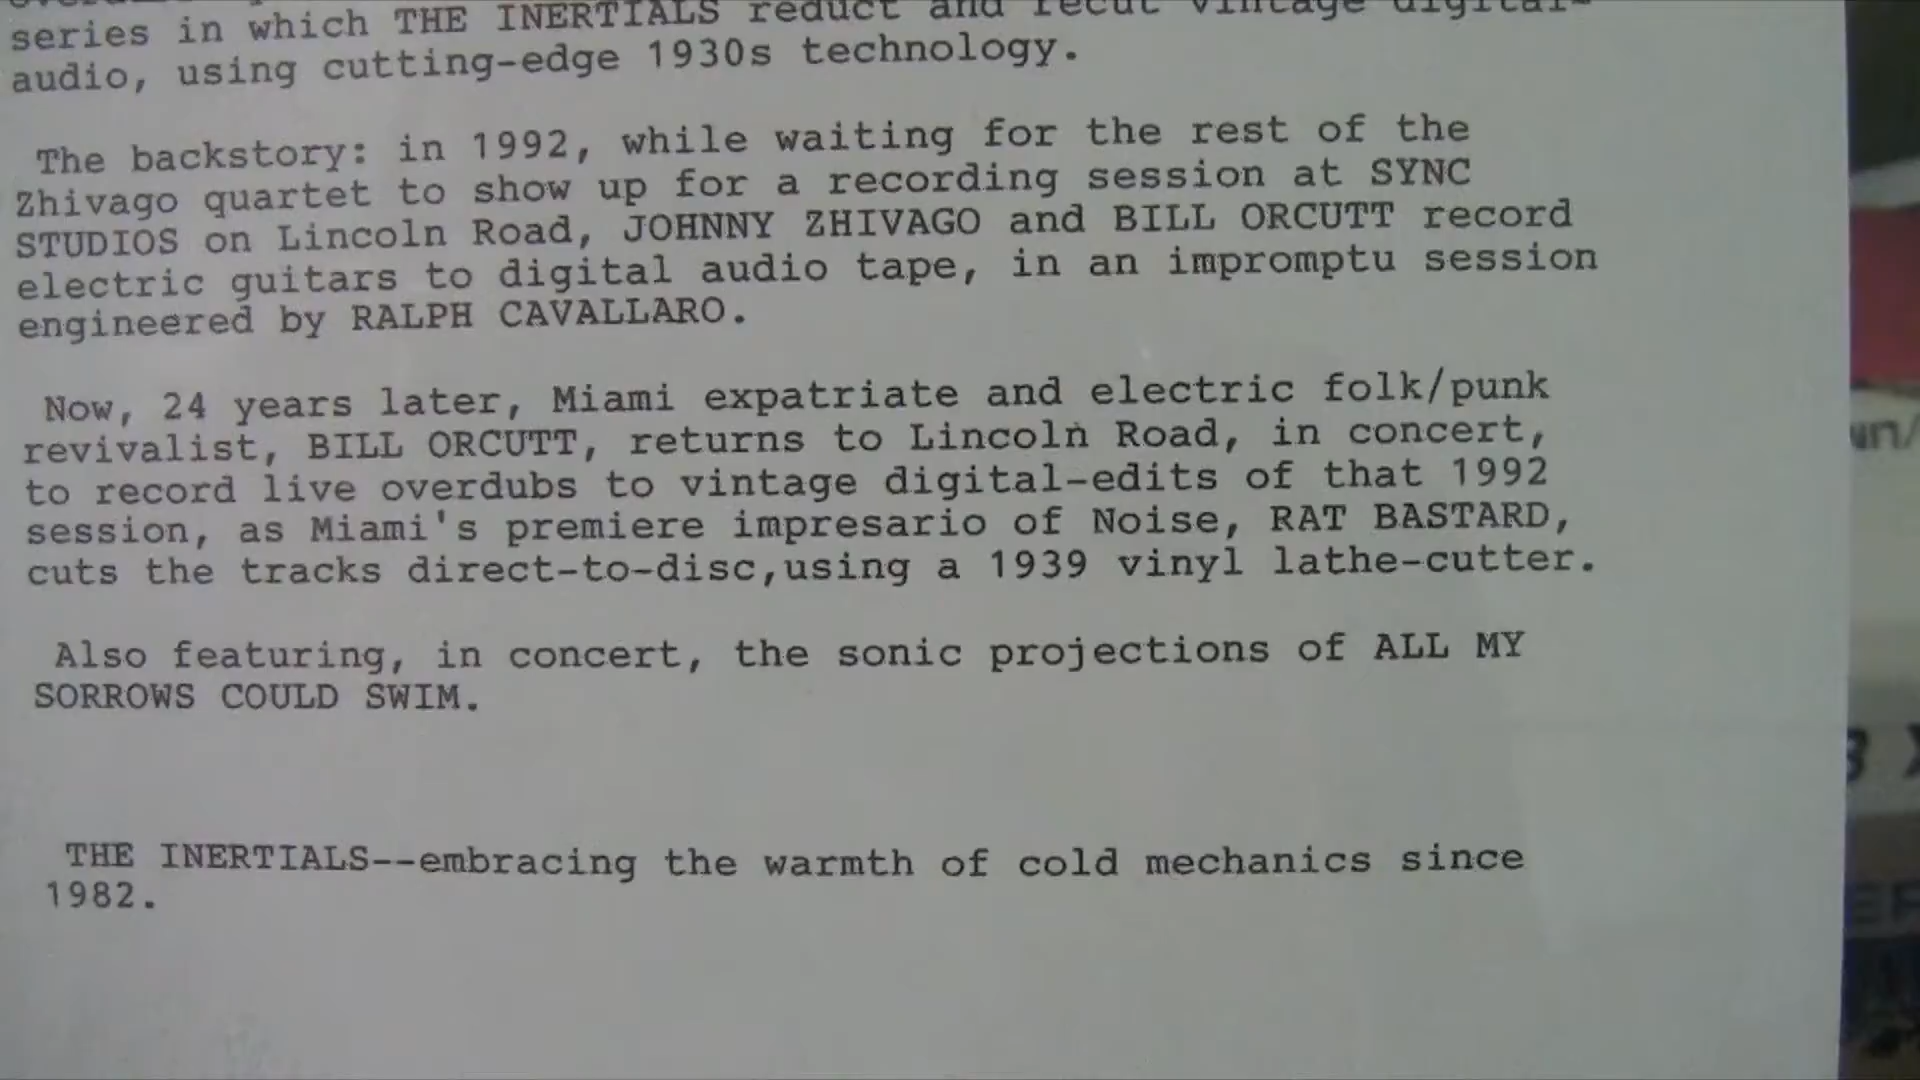 series in which THE INERTIALS reduct and recut vintage digital-
audio, using cutting-edge 1930s technology.
The backstory: in 1992, while waiting for the rest of the
Zhivago quartet to show up for a recording session at SYNC
STUDIOS on Lincoln Road, JOHNNY ZHIVAGO and BILL ORCUTT record
electric guitars to digital audio tape, in an impromptu session
engineered by RALPH CAVALLARO.
Now, 24 years later, Miami expatriate and electric folk/punk
revivalist, BILL ORCUTT, returns to Lincoln Road, in concert,
to record live overdubs to vintage digital-edits of that 1992
session, as Miami's premiere impresario of Noise, RAT BASTARD,
cuts the tracks direct-to-disc,using a 1939 vinyl lathe-cutter.
Also featuring, in concert, the sonic projections of ALL MY
SORROWS COULD SWIM.
THE INERTIALS--embracing the warmth of cold mechanics since
1982.